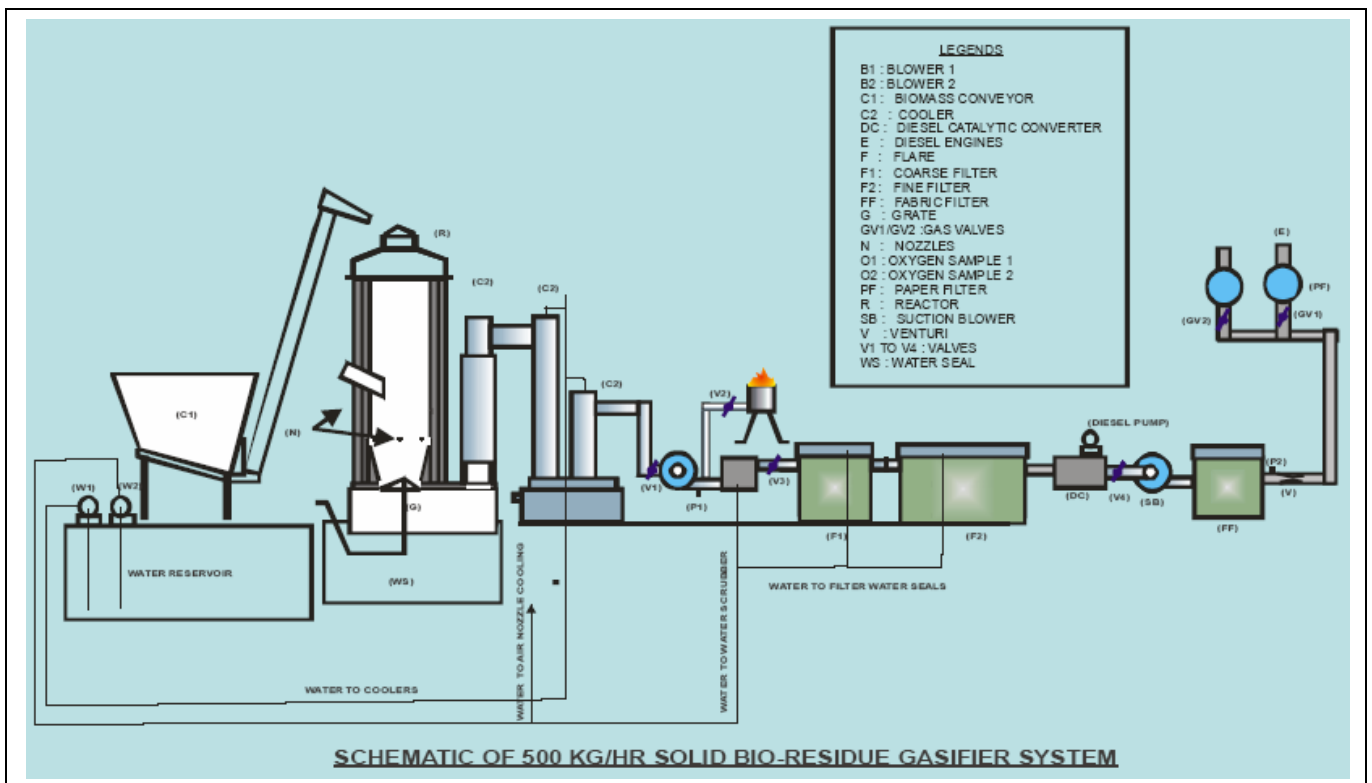 LEGENDS
B1 : BLOWER 1
B2 : BLOWER 2
C1 : BIOMASS CONVEYOR
C2 : COOLER
DC : DIESEL CATALYTIC CONVERTER
E : DIESEL ENGINES
F : FLARE
F1 : COARSE FILTER
F2 : FINE FILTER
FF : FABRIC FILTER
G : GRATE
GV1/GV2 :GAS VALVES
N : NOZZLES
O1 : OXYGEN SAMPLE 1
O2 : OXYGEN SAMPLE 2
PF : PAPER FILTER
R : REACTOR
SB : SUCTION BLOWER
V : VENTURI
V1 TO V4 : VALVES
WS : WATER SEAL
(R)
(E)
(C2)
(C2)
(PF)
(GV2)
(GV1)
(C1)
(C2)
(V2)
(N)
(DIESEL PUMP)
(W1)
(W2)
(G)
(V1)
(P1)
(V3)
(P2)
(DC)
(V4)
(SB)
(V)
(FF)
(F1)
(F2)
WATER RESERVOIR
(WS)
WATER TO FILTER WATER SEALS
WATER TO AIR NOZZLE COOLING
WATER TO WATER SCRUBBER
WATER TO COOLERS
SCHEMATIC OF 500 KG/HR SOLID BIO-RESIDUE GASIFIER SYSTEM